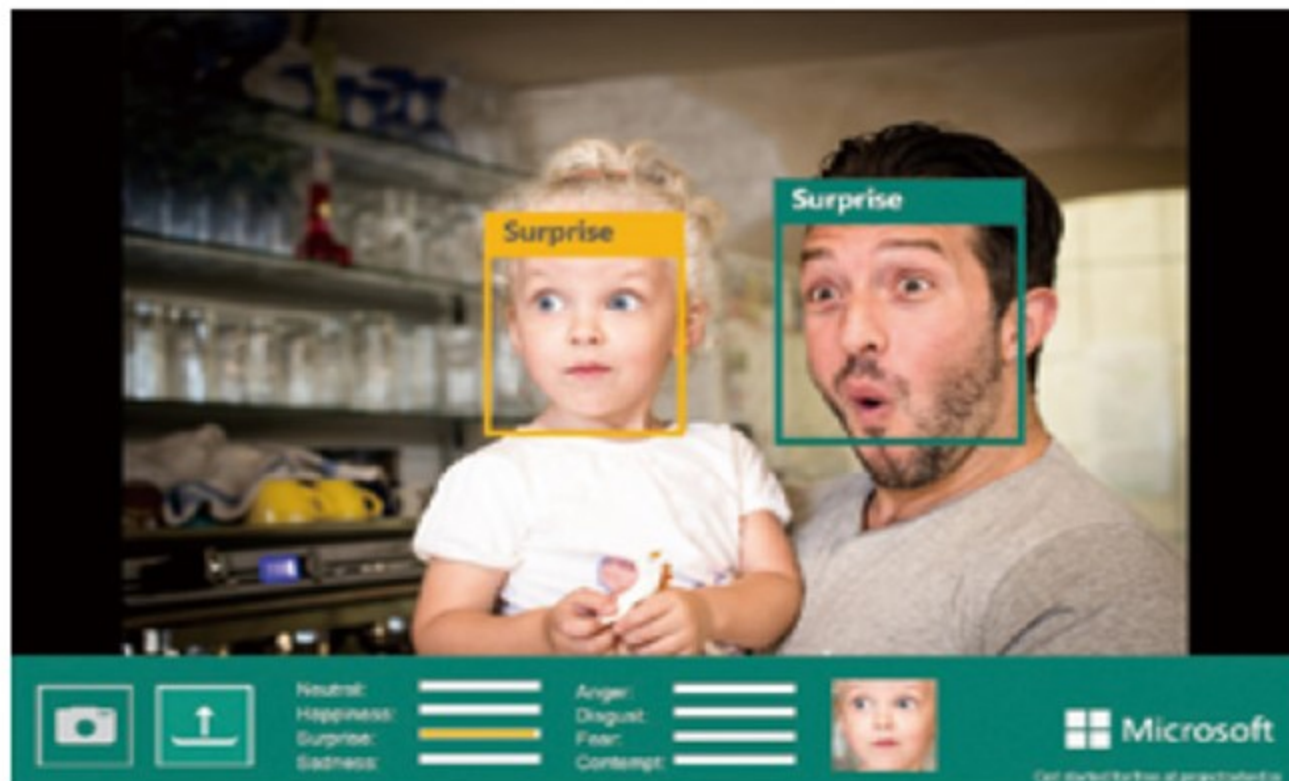 Surprise
Surprise
Neutral:
Happiness:
Surprise:
Sadness:
Anger:
Disgust:
Fear:
Contempt:
Microsoft